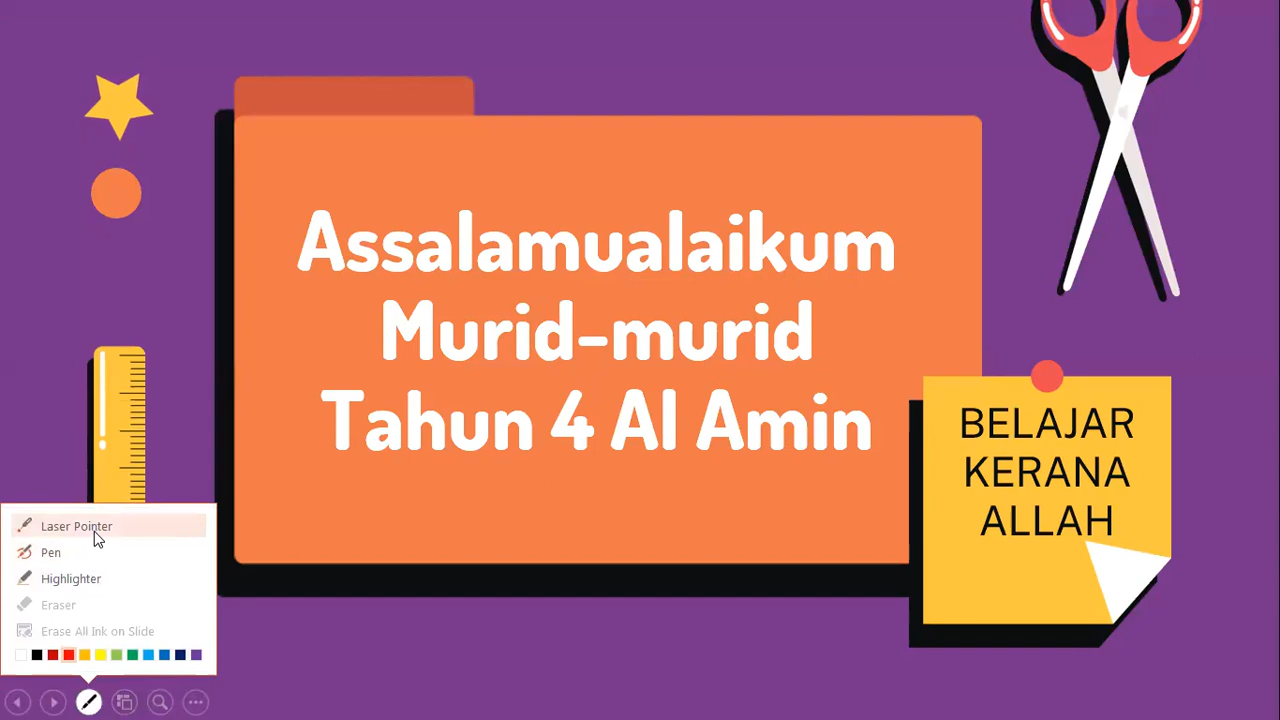 Assalamualaikum
Murid-murid
Tahun 4 Al Amin
BELAJAR
KERANA
ALLAH
Laser Pointer
Pen
Highlighter
Eraser
Erase All Ink on Slide